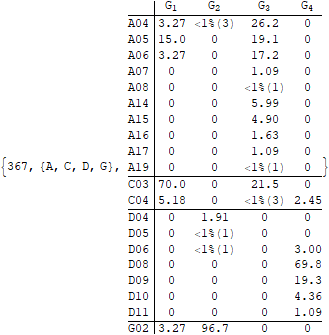 G1 G2 G3 G4
A04 3.27 <1%(3) 26.2 0
A05 15.0 0 19.1 0
A06 3.27 0 17.2 0
A07 0 0 1.09 0
A08 0 0 <1%(1) 0
A14 0 0 5.99 0
A15 0 0 4.90 0
A16 0 0 1.63 0
A17 0 0 1.09 0
{367, {A, C, D, G}, A19 0 0 <1%(1) 0 }
C03 70.0 0 21.5 0
C04 5.18 0 <1%(3) 2.45
D04 0 1.91 0 0
D05 0 <1%(1) 0 0
D06 0 <1%(1) 0 3.00
D08 0 0 0 69.8
D09 0 0 0 19.3
D10 0 0 0 4.36
D11 0 0 0 1.09
G02 3.27 96.7 0 0